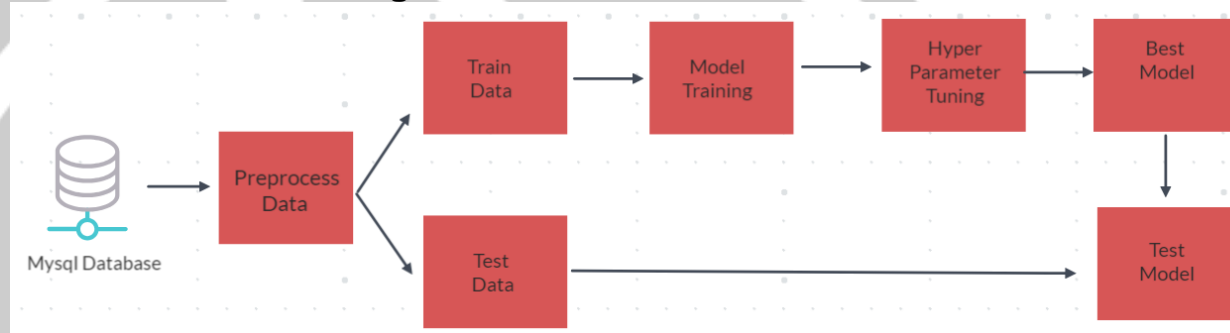 Mysql Database
Preprocess
Data
Train
Data
Model
Training
Hyper
Parameter
Tuning
Best
Model
Test
Data
Test
Model